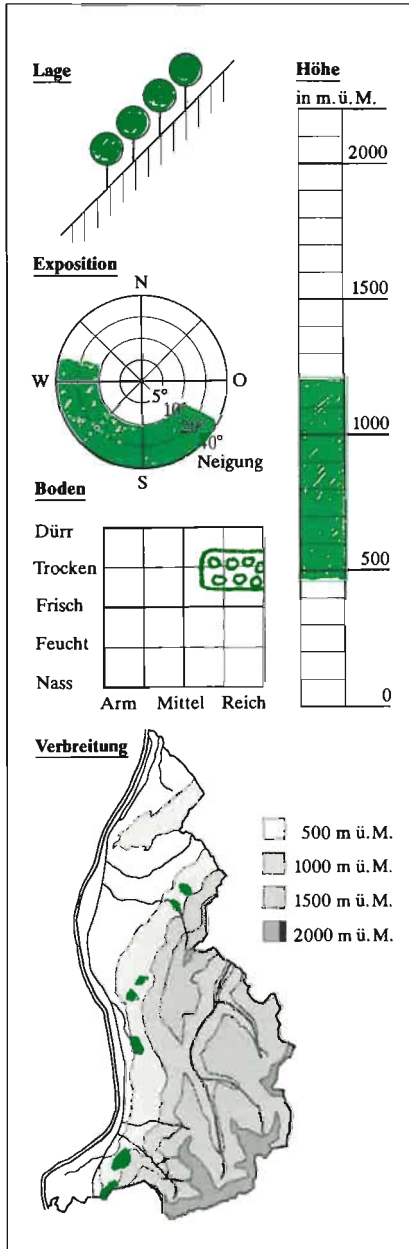 Lage
Höhe
in m. ü. M.
2000
1500
1000
500
0
Exposition
N
W
O
S
5°
10°
20°
40°
Neigung
Boden
Dürr
Trocken
Frisch
Feucht
Nass
Arm Mittel Reich
Verbreitung
500 m ü. M.
1000 m ü. M.
1500 m ü. M.
2000 m ü. M.